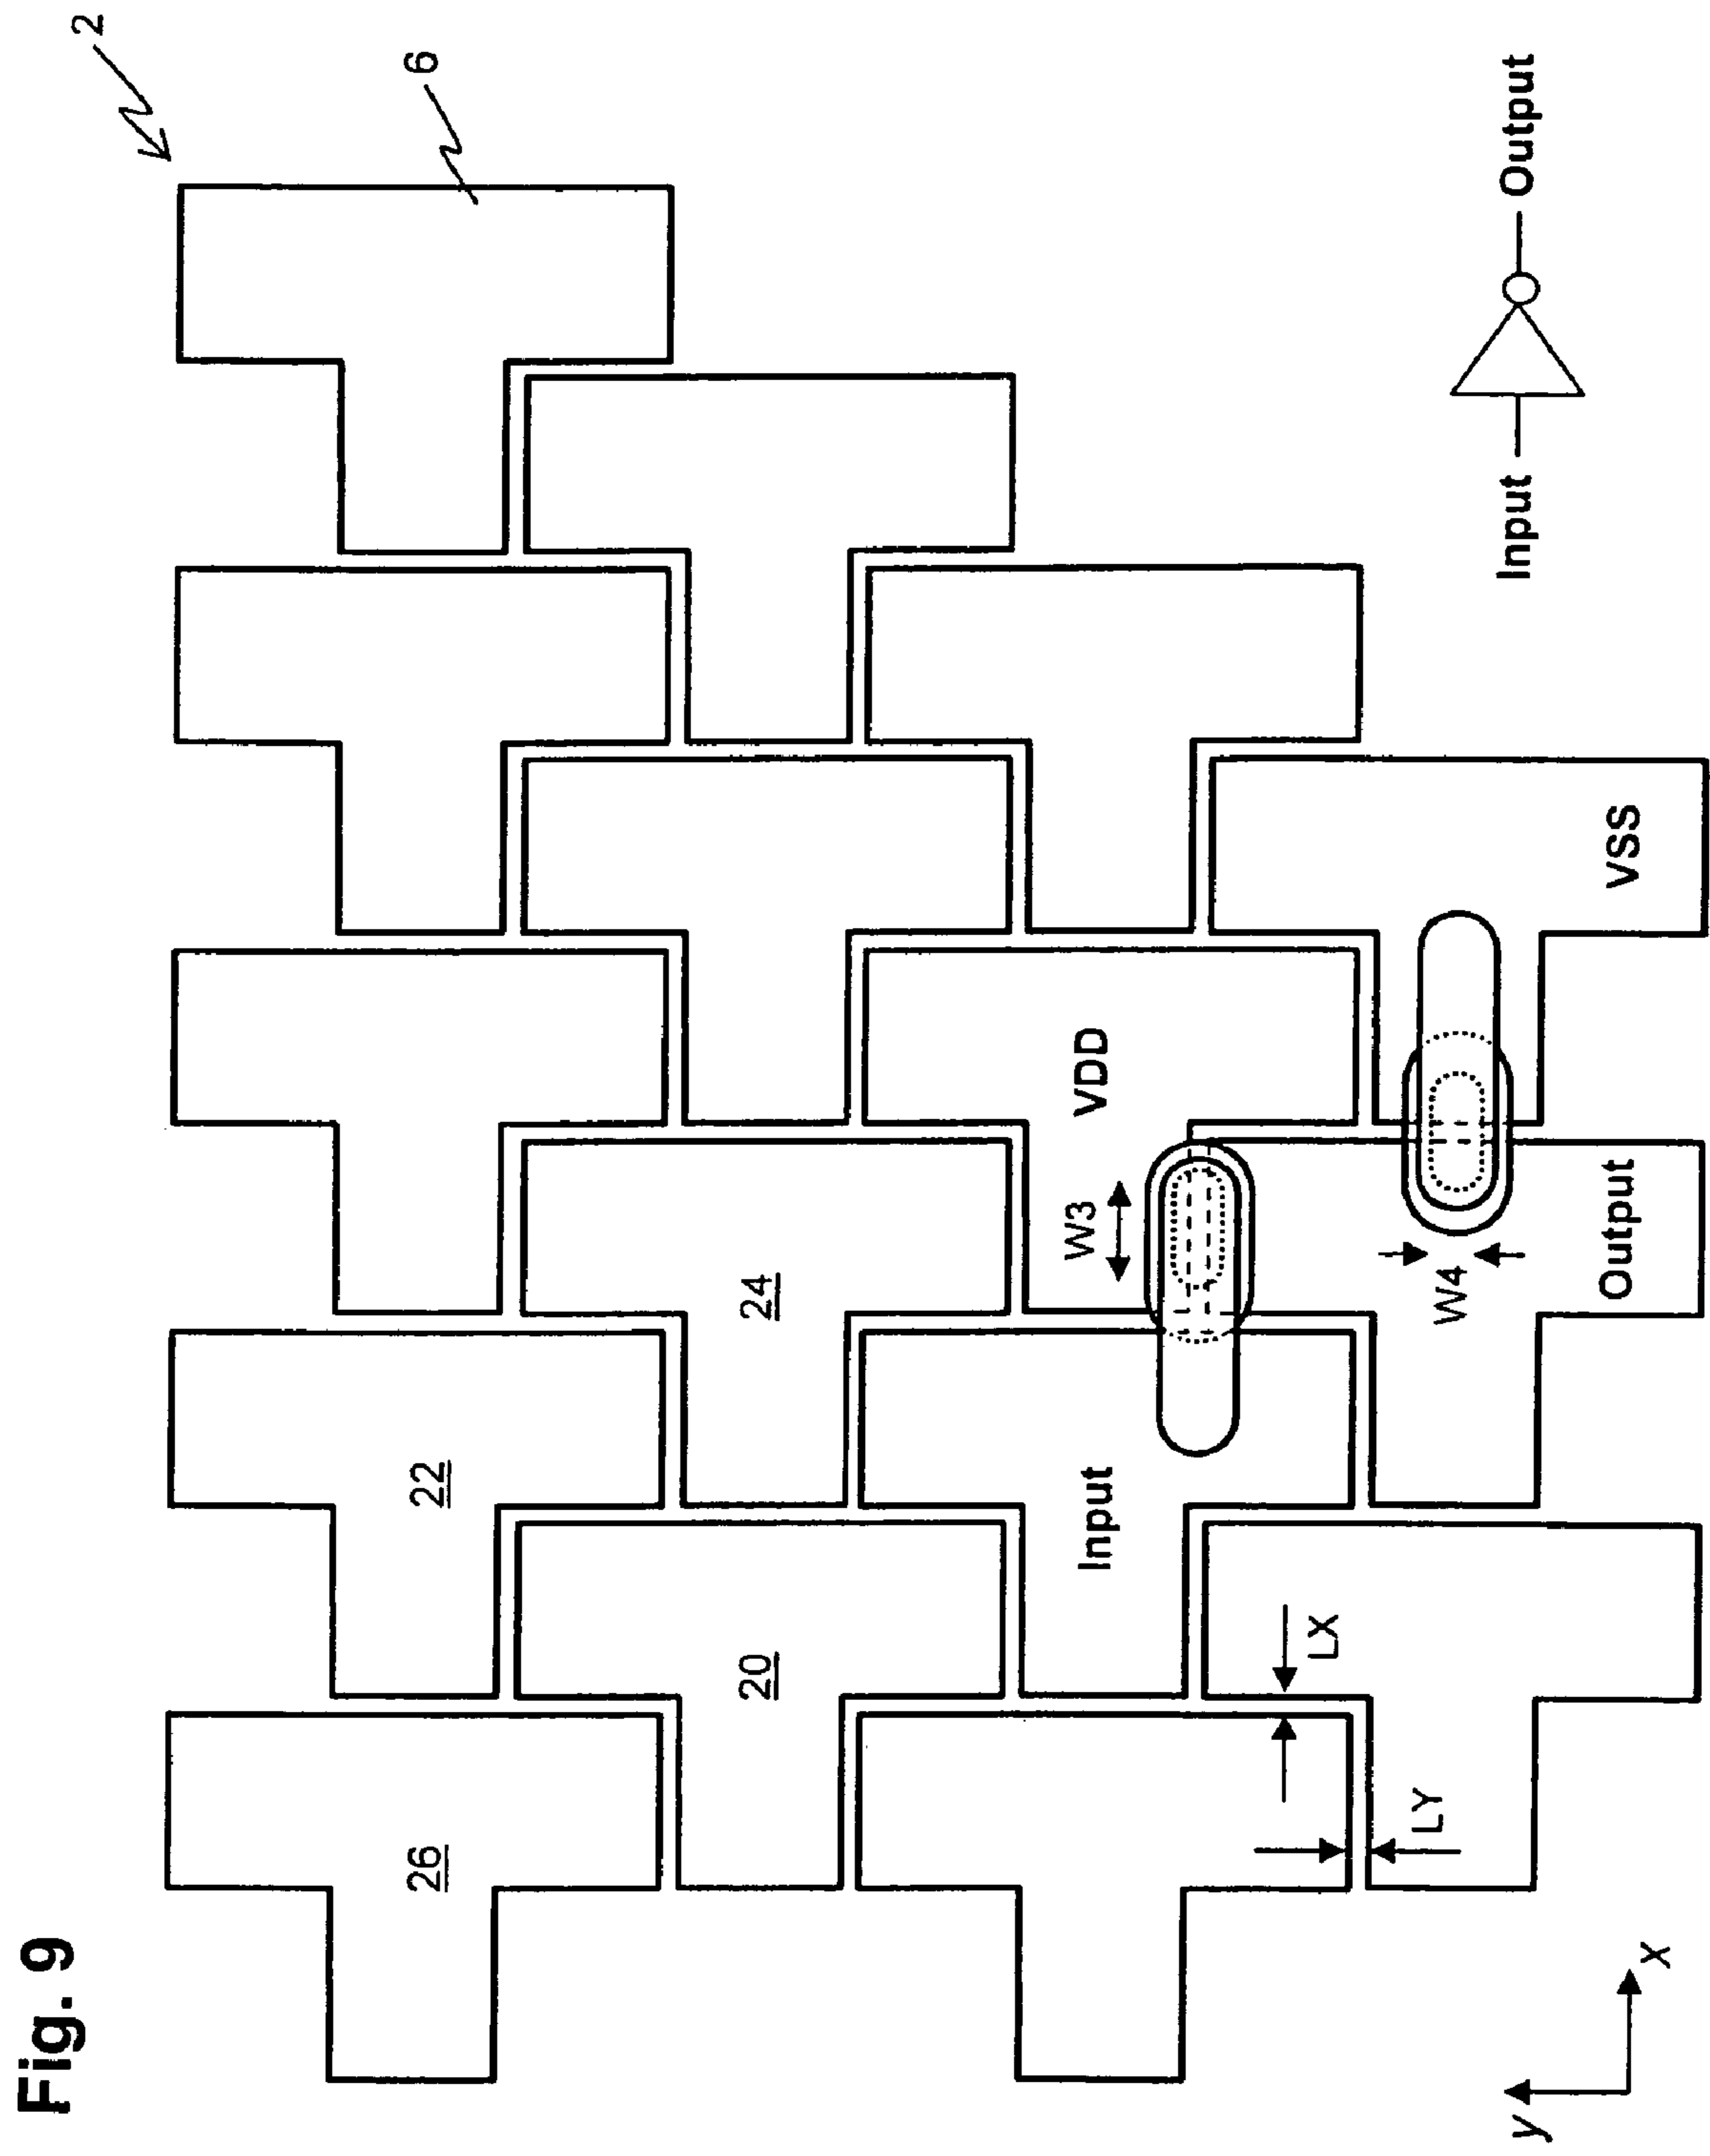 Fig. 9
2
6
22
24
26
20
VDD
W3
Input
VSS
Output
W4
LX
LY
Input
Output
y
x